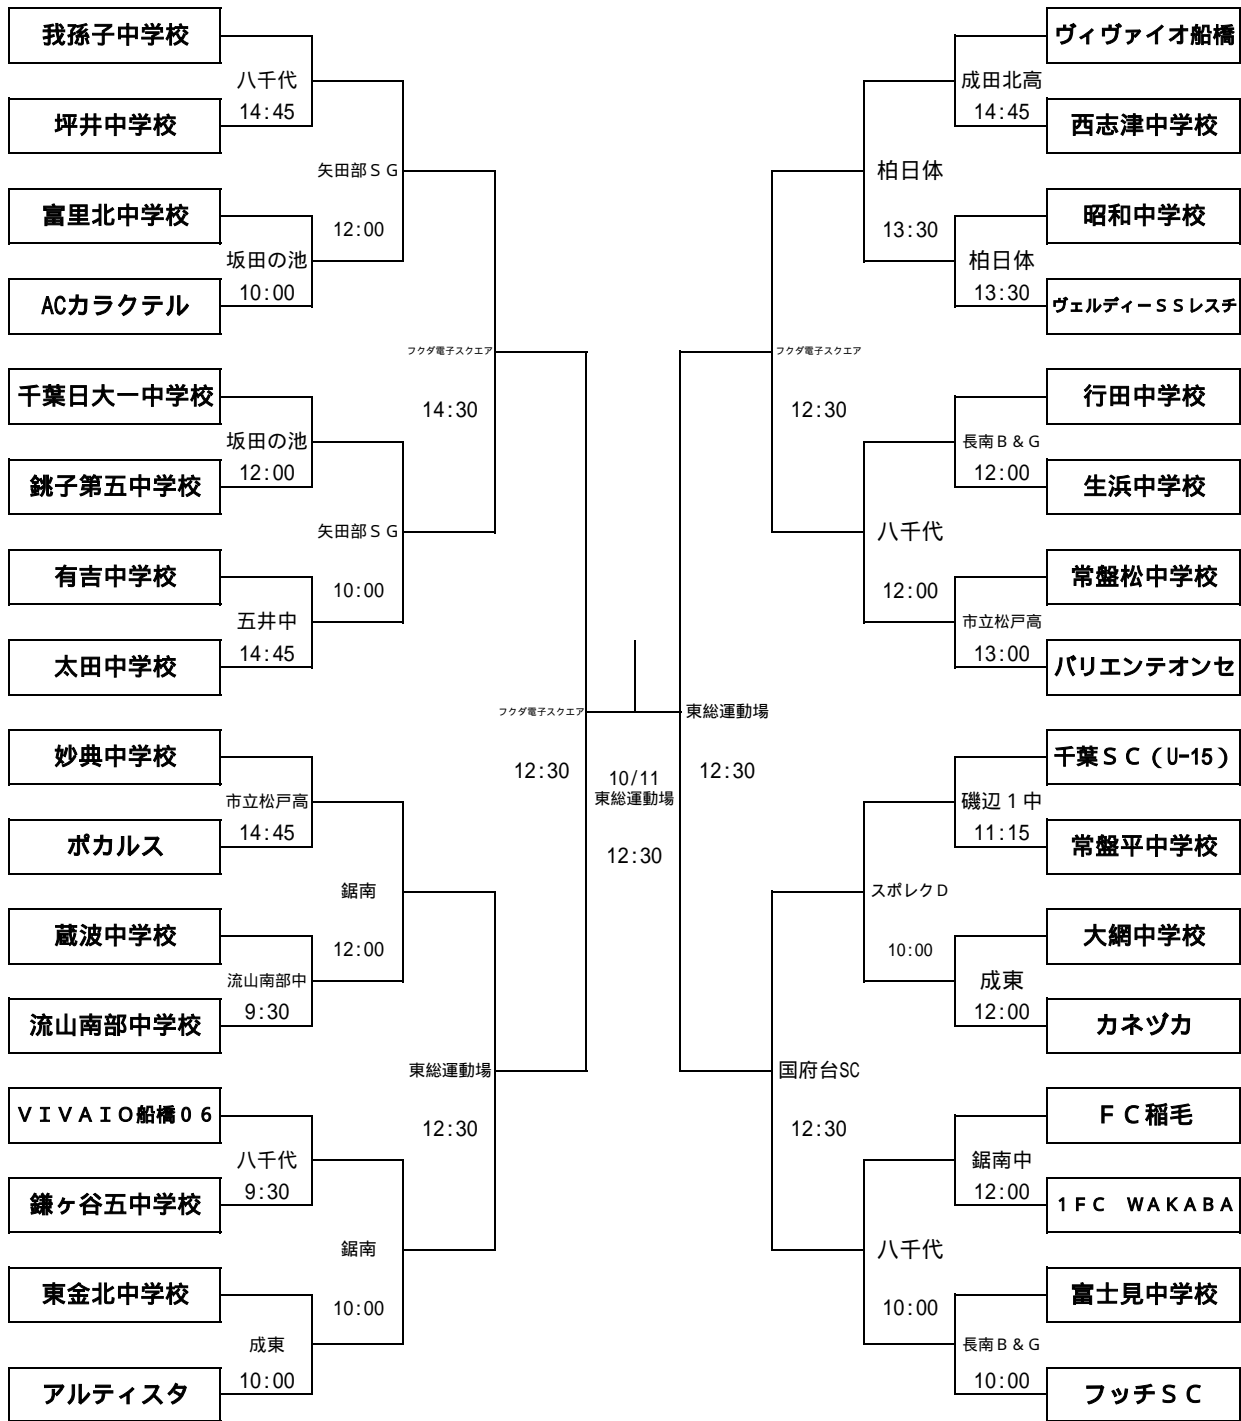 我孫子中学校
八千代
14:45
坪井中学校
矢田部ＳＧ
12:00
富里北中学校
坂田の池
10:00
ACカラクテル
フクダ電子スクエア
14:30
千葉日大一中学校
坂田の池
12:00
銚子第五中学校
矢田部ＳＧ
10:00
有吉中学校
五井中
14:45
太田中学校
フクダ電子スクエア
12:30
妙典中学校
市立松戸高
14:45
ポカルス
鋸南
12:00
蔵波中学校
流山南部中
9:30
流山南部中学校
東総運動場
12:30
ＶＩＶＡＩＯ船橋０６
八千代
9:30
鎌ヶ谷五中学校
鋸南
10:00
東金北中学校
成東
10:00
アルティスタ
10/11
東総運動場
12:30
ヴィヴァイオ船橋
成田北高
14:45
西志津中学校
柏日体
13:30
昭和中学校
柏日体
13:30
ヴェルディーＳＳレスチ
フクダ電子スクエア
12:30
行田中学校
長南Ｂ＆Ｇ
12:00
生浜中学校
八千代
12:00
常盤松中学校
市立松戸高
13:00
バリエンテオンセ
東総運動場
12:30
千葉ＳＣ（U-15）
磯辺１中
11:15
常盤平中学校
スポレクＤ
10:00
大網中学校
成東
12:00
カネヅカ
国府台SC
12:30
ＦＣ稲毛
鋸南中
12:00
１ＦＣ　ＷＡＫＡＢＡ
八千代
10:00
富士見中学校
長南Ｂ＆Ｇ
10:00
フッチＳＣ